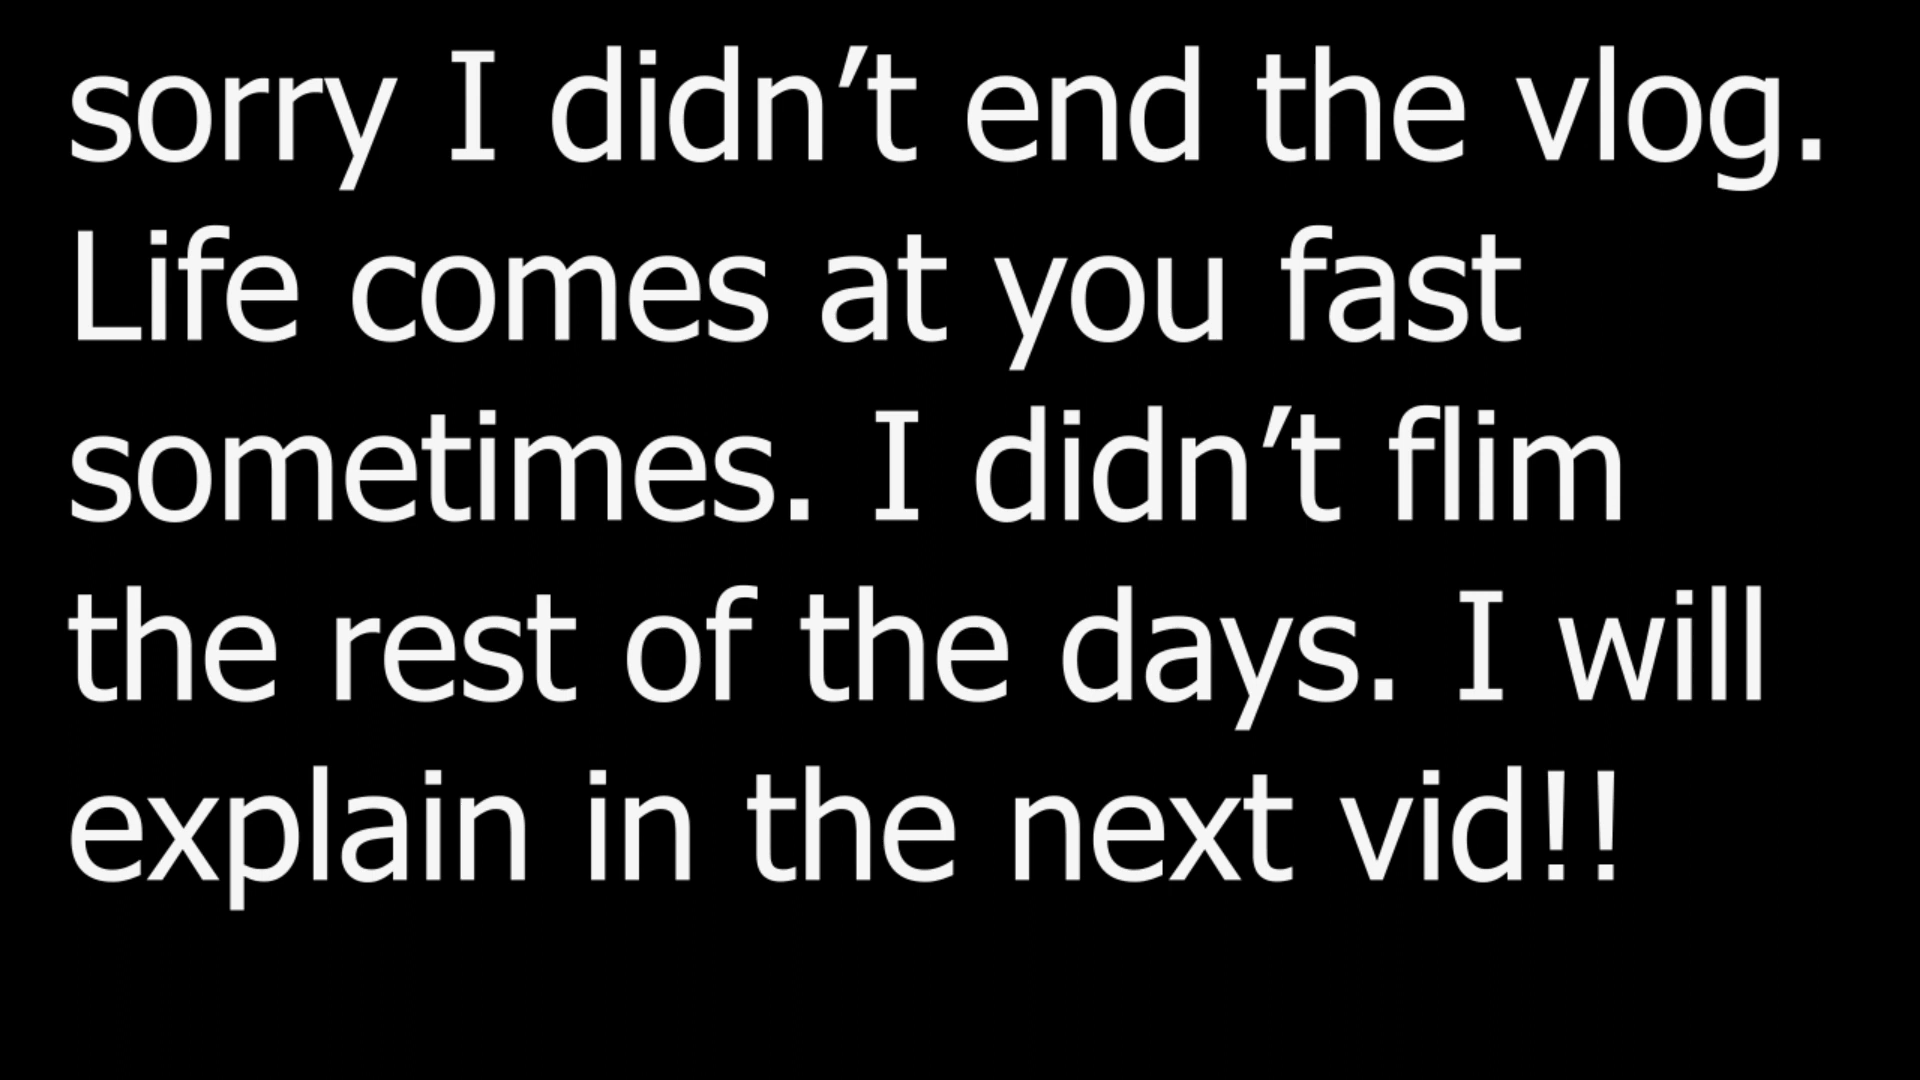 sorry I didn’t end the vlog.
Life comes at you fast
sometimes. I didn’t flim
the rest of the days. I will
explain in the next vid!!